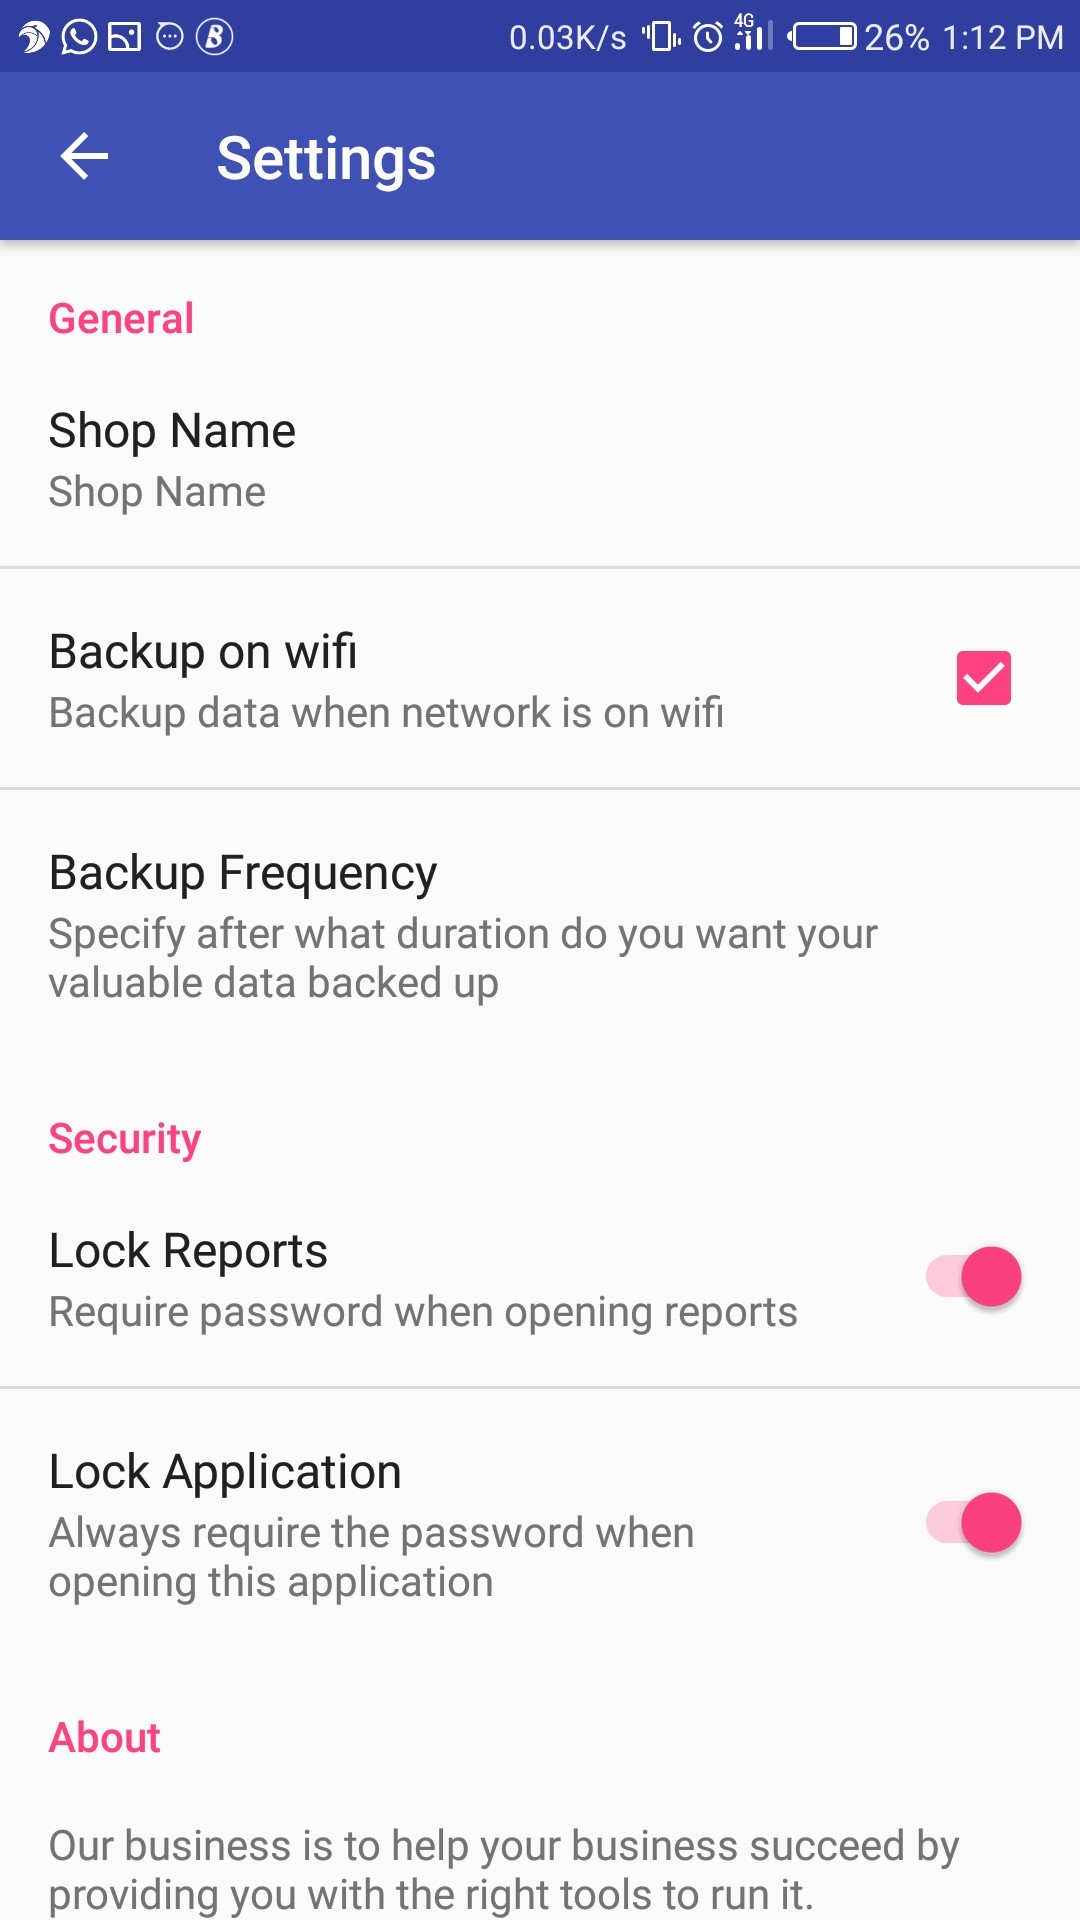 0.03K/s 4G 26% 1:12 PM
Settings
General
Shop Name
Shop Name
Backup on wifi
Backup data when network is on wifi
Backup Frequency
Specify after what duration do you want your
valuable data backed up
Security
Lock Reports
Require password when opening reports
Lock Application
Always require the password when
opening this application
About
Our business is to help your business succeed by
providing you with the right tools to run it.